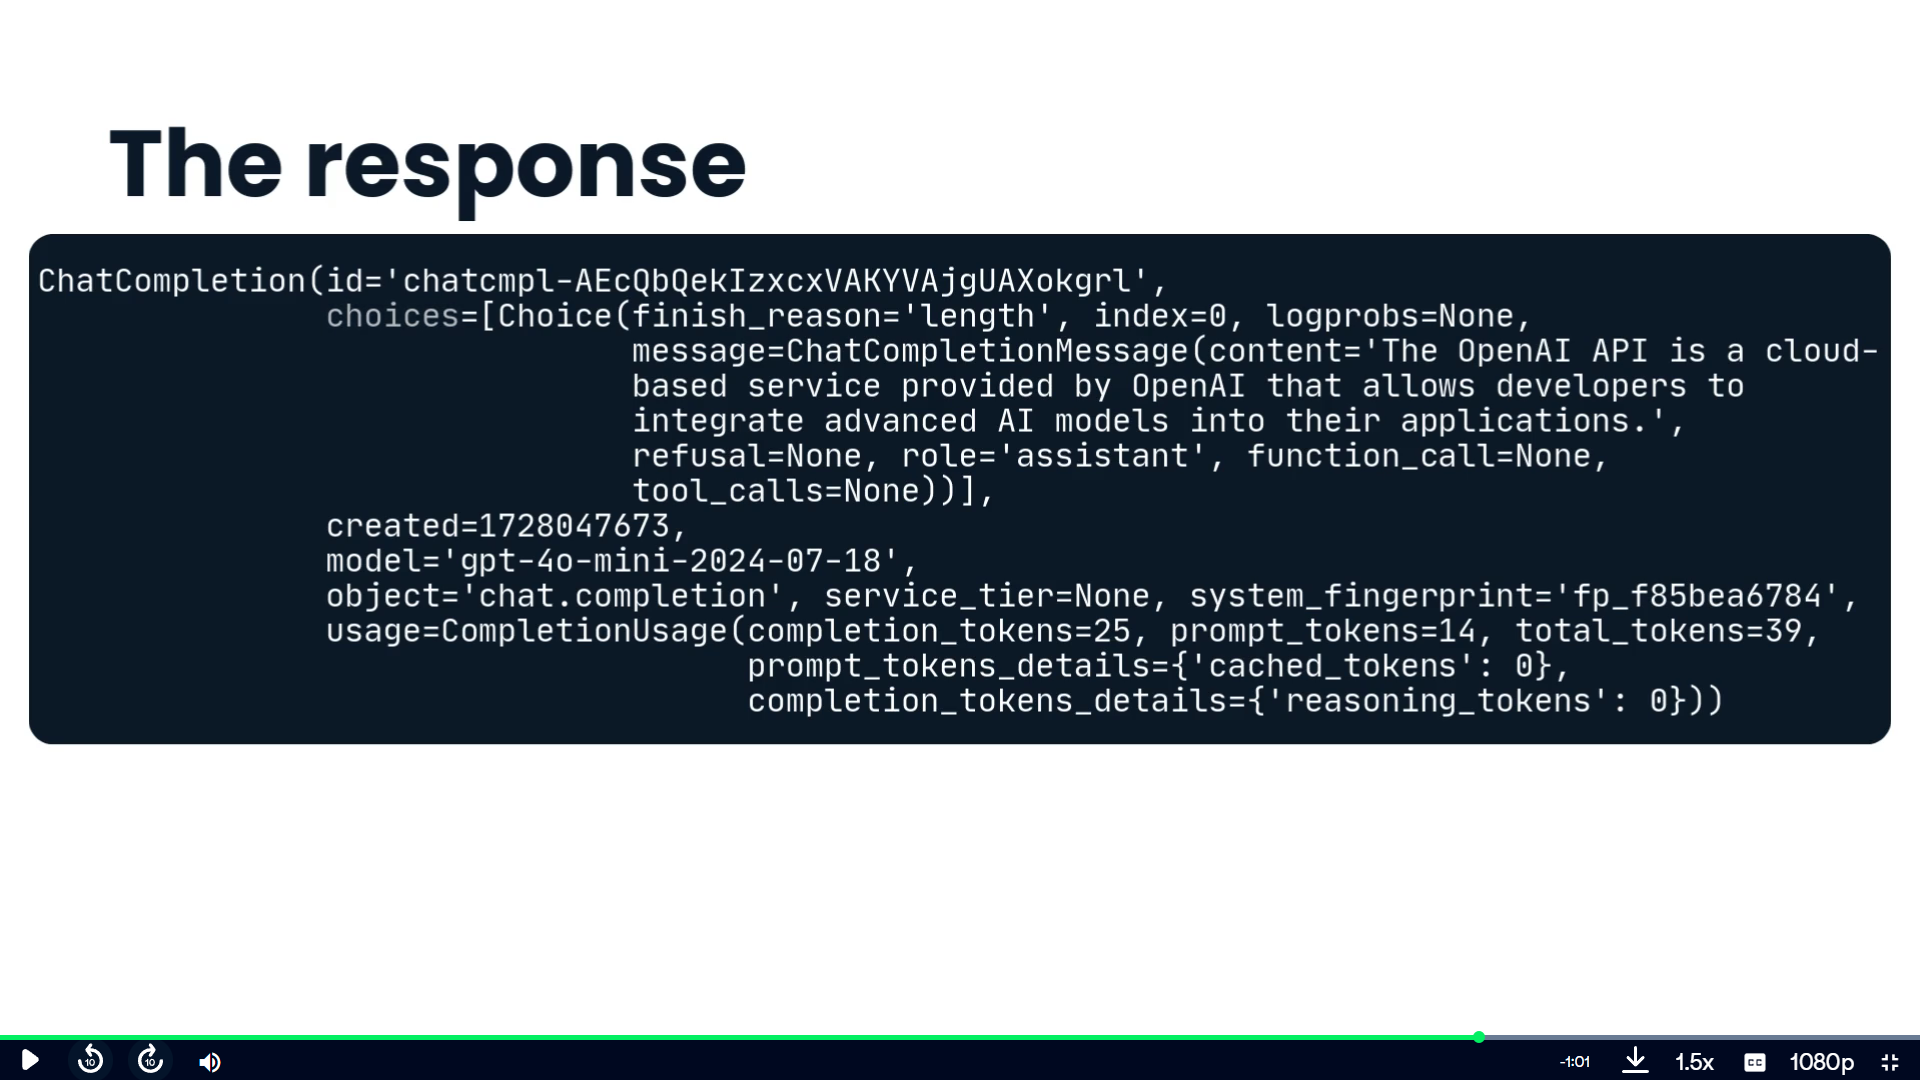 The response
ChatCompletion(id='chatcmpl-AEcQbQekIzxcxVAKYVAjgUAXokgrl',
choices=[Choice(finish_reason='length', index=0, logprobs=None,
message=ChatCompletionMessage(content='The OpenAI API is a cloud-
based service provided by OpenAI that allows developers to
integrate advanced AI models into their applications.',
refusal=None, role='assistant', function_call=None,
tool_calls=None))],
created=1728047673,
model='gpt-4o-mini-2024-07-18',
object='chat.completion', service_tier=None, system_fingerprint='fp_f85bea6784',
usage=CompletionUsage(completion_tokens=25, prompt_tokens=14, total_tokens=39,
prompt_tokens_details={'cached_tokens': 0},
completion_tokens_details={'reasoning_tokens': 0}))
10 10 -1:01 1.5x CC 1080p